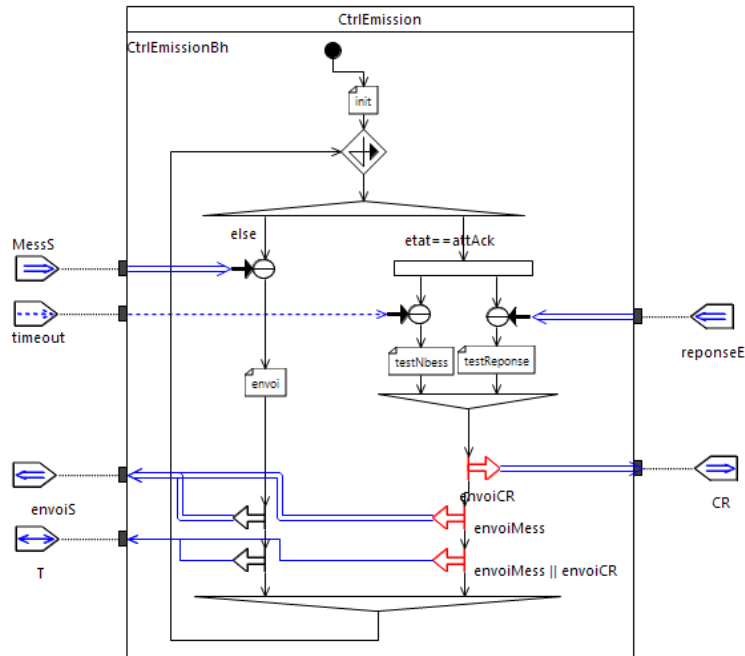 CtrlEmission
CtrlEmissionBh
init
else
etat==attAck
MessS
timeout
reponseE
testNbess
testReponse
envoi
envoiS
envoiCR
CR
envoiMess
T
envoiMess || envoiCR